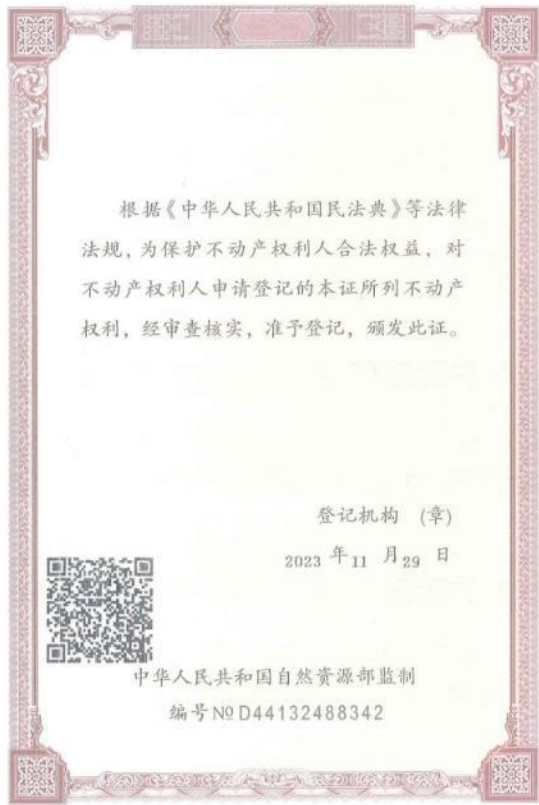 根据《中华人民共和国民法典》等法律
法规，为保护不动产权利人合法权益，对
不动产权利人申请登记的本证所列不动产
权利，经审查核实，准予登记，颁发此证。
登记机构 (章)
2023 年 11 月 29 日
中华人民共和国自然资源部监制
编号 № D44132488342